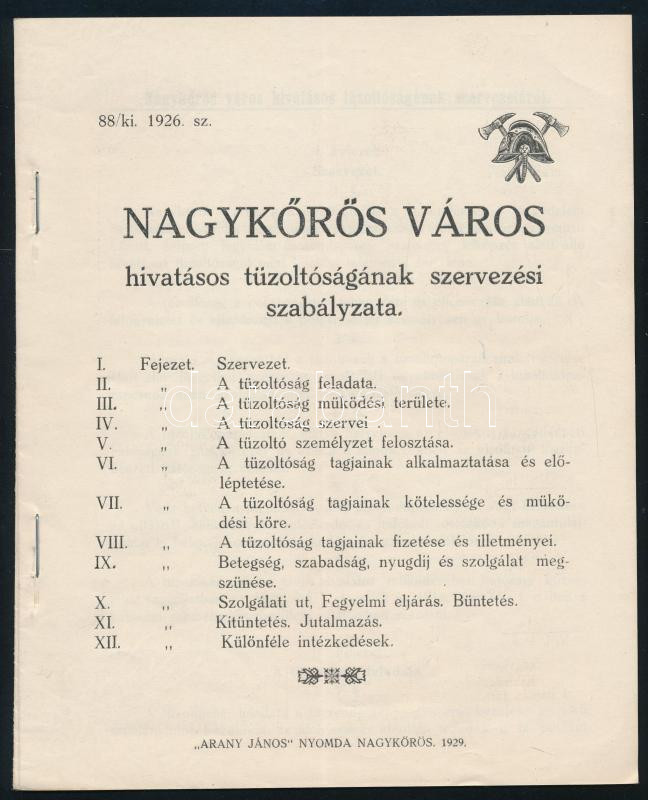 88/ki. 1926. sz.
NAGYKŐRÖS VÁROS
hivatásos tüzoltóságának szervezési
szabályzata.
I. Fejezet. Szervezet.
II. „ A tüzoltóság feladata.
III. „ A tüzoltóság müködési területe.
IV. „ A tüzoltóság szervei .
V. „ A tüzoltó személyzet felosztása.
VI. „ A tüzoltóság tagjainak alkalmaztatása és elő-
léptetése.
VII. „ A tüzoltóság tagjainak kötelessége és mükö-
dési köre.
VIII. „ A tüzoltóság tagjainak fizetése és illetményei.
IX. „ Betegség, szabadság, nyugdij és szolgálat meg-
szünése.
X. „ Szolgálati ut, Fegyelmi eljárás. Büntetés.
XI. „ Kitüntetés. Jutalmazás.
XII. „ Különféle intézkedések.
„ARANY JÁNOS" NYOMDA NAGYKŐRÖS. 1929.
darabanth